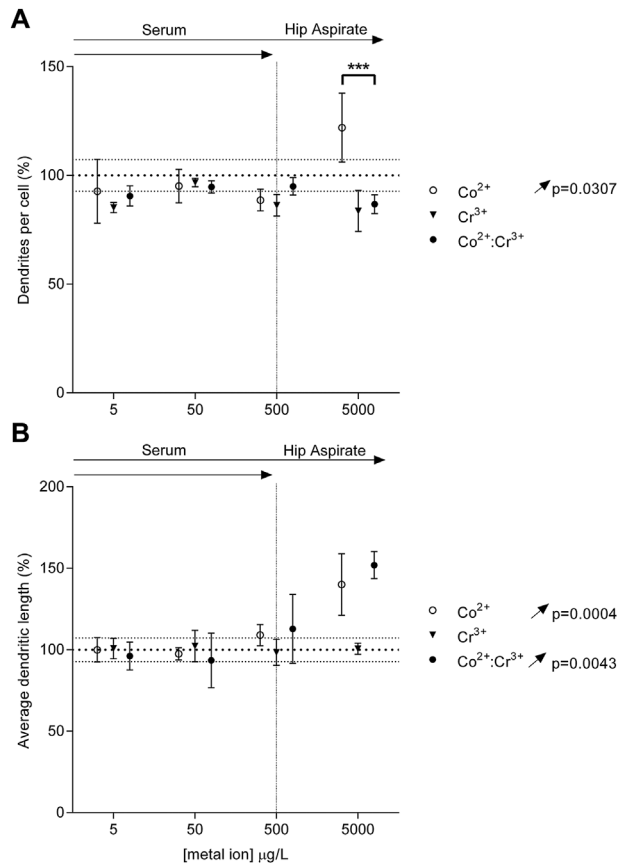 A
Serum Hip Aspirate
150
100
50
0
Dendrites per cell (%)
***
5 50 500 5000
Co²⁺ p=0.0307
Cr³⁺
Co²⁺:Cr³⁺
B
Serum Hip Aspirate
200
150
100
50
0
Average dendritic length (%)
5 50 500 5000
[metal ion] μg/L
Co²⁺ p=0.0004
Cr³⁺
Co²⁺:Cr³⁺ p=0.0043